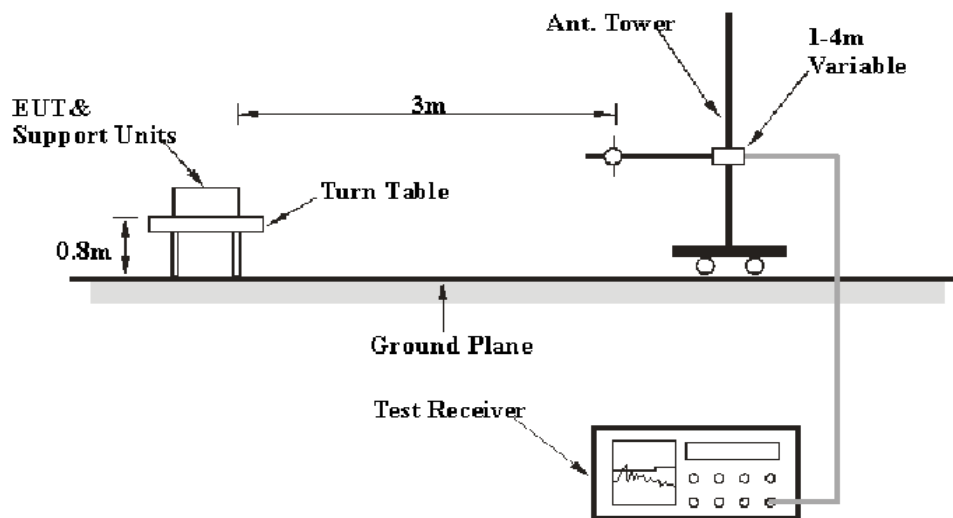 Ant. Tower
1-4m
Variable
EUT &
Support Units
3m
Turn Table
0.8m
Ground Plane
Test Receiver